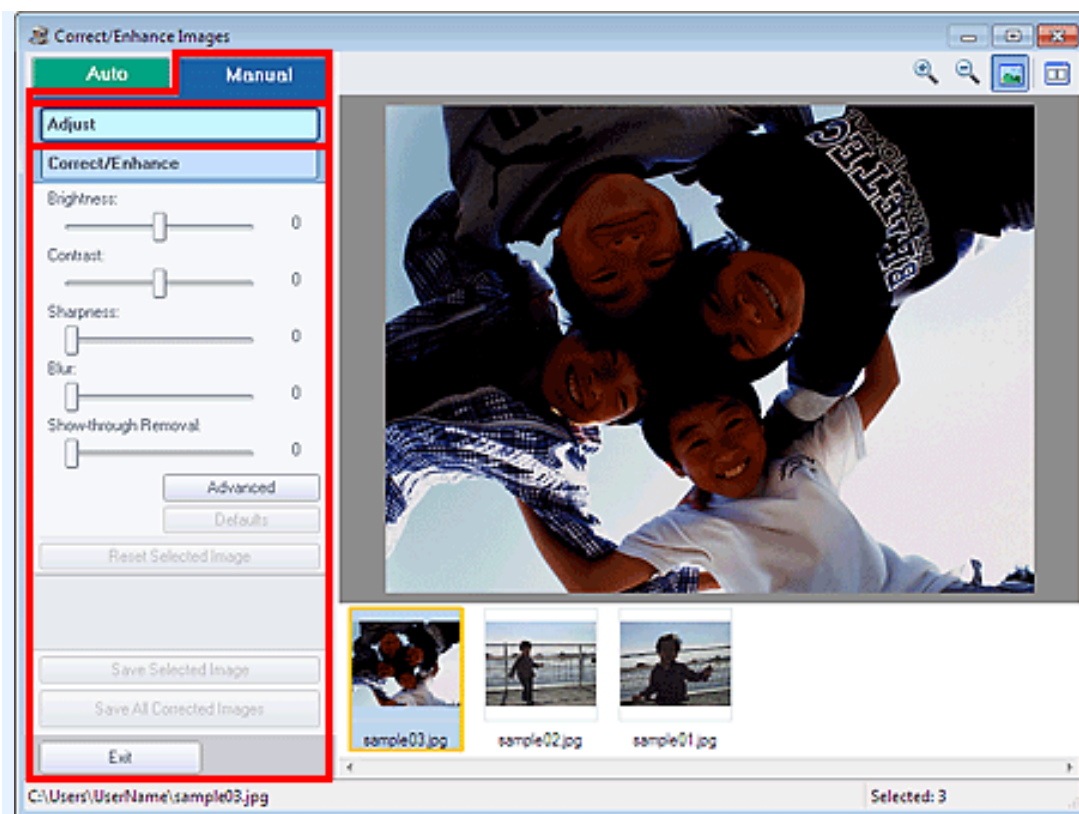 Correct/Enhance Images
Auto
Manual
Adjust
Correct/Enhance
Brightness:
0
Contrast:
0
Sharpness:
0
Blur:
0
Show-through Removal:
0
Advanced
Defaults
Reset Selected Image
Save Selected Image
Save All Corrected Images
Exit
sample03.jpg
sample02.jpg
sample01.jpg
C:\Users\UserName\sample03.jpg
Selected: 3